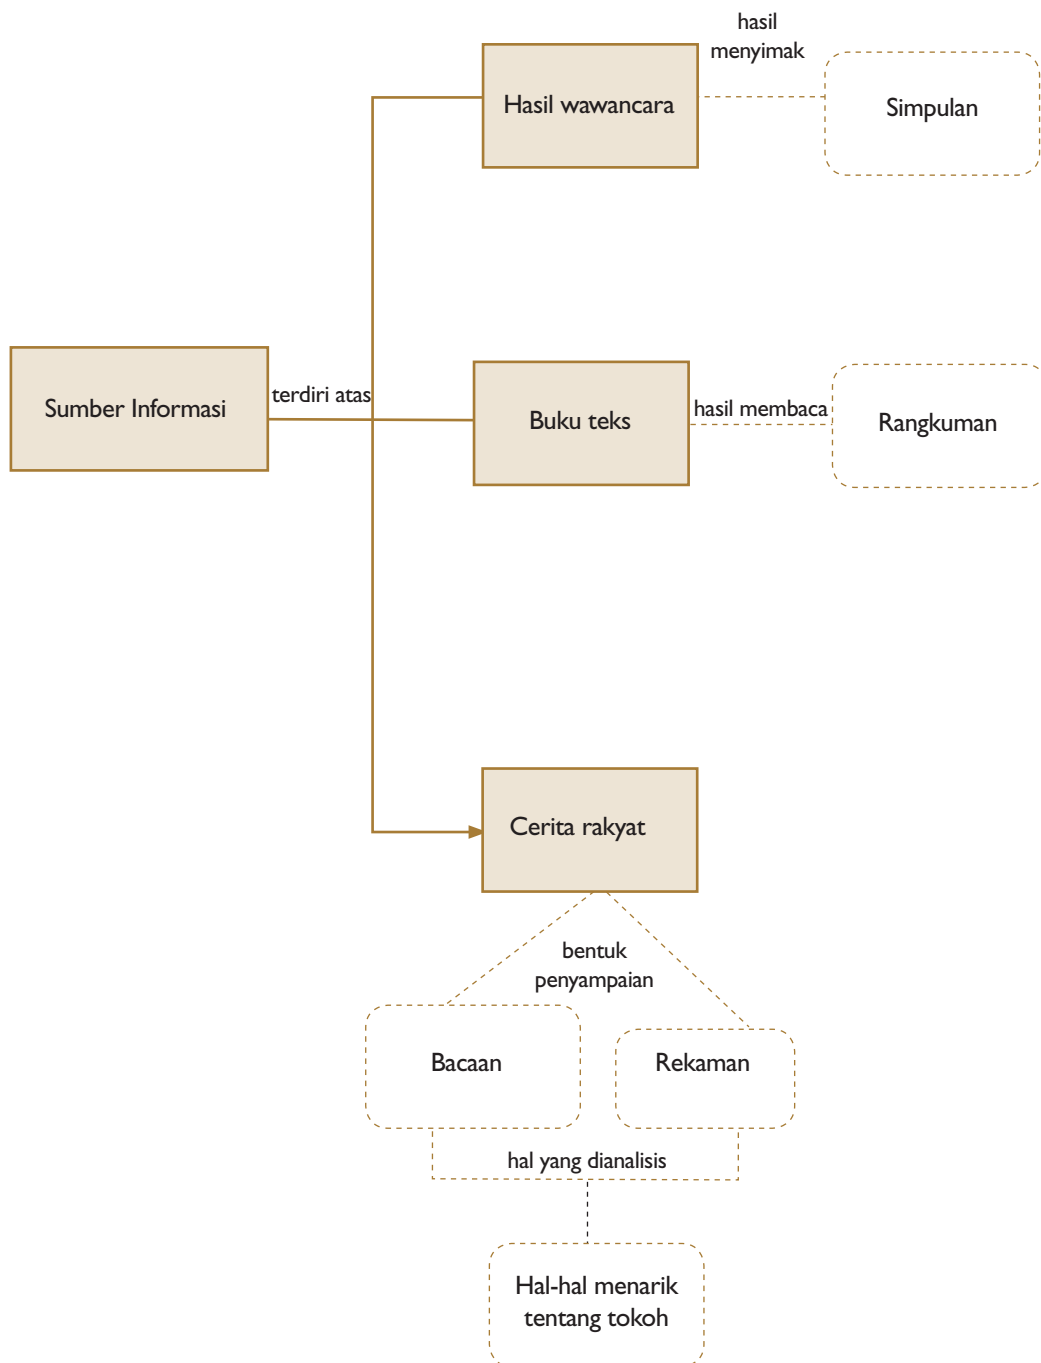 hasil
menyimak
Hasil wawancara
Simpulan
Sumber Informasi
terdiri atas
Buku teks
hasil membaca
Rangkuman
Cerita rakyat
bentuk
penyampaian
Bacaan
Rekaman
hal yang dianalisis
Hal-hal menarik
tentang tokoh